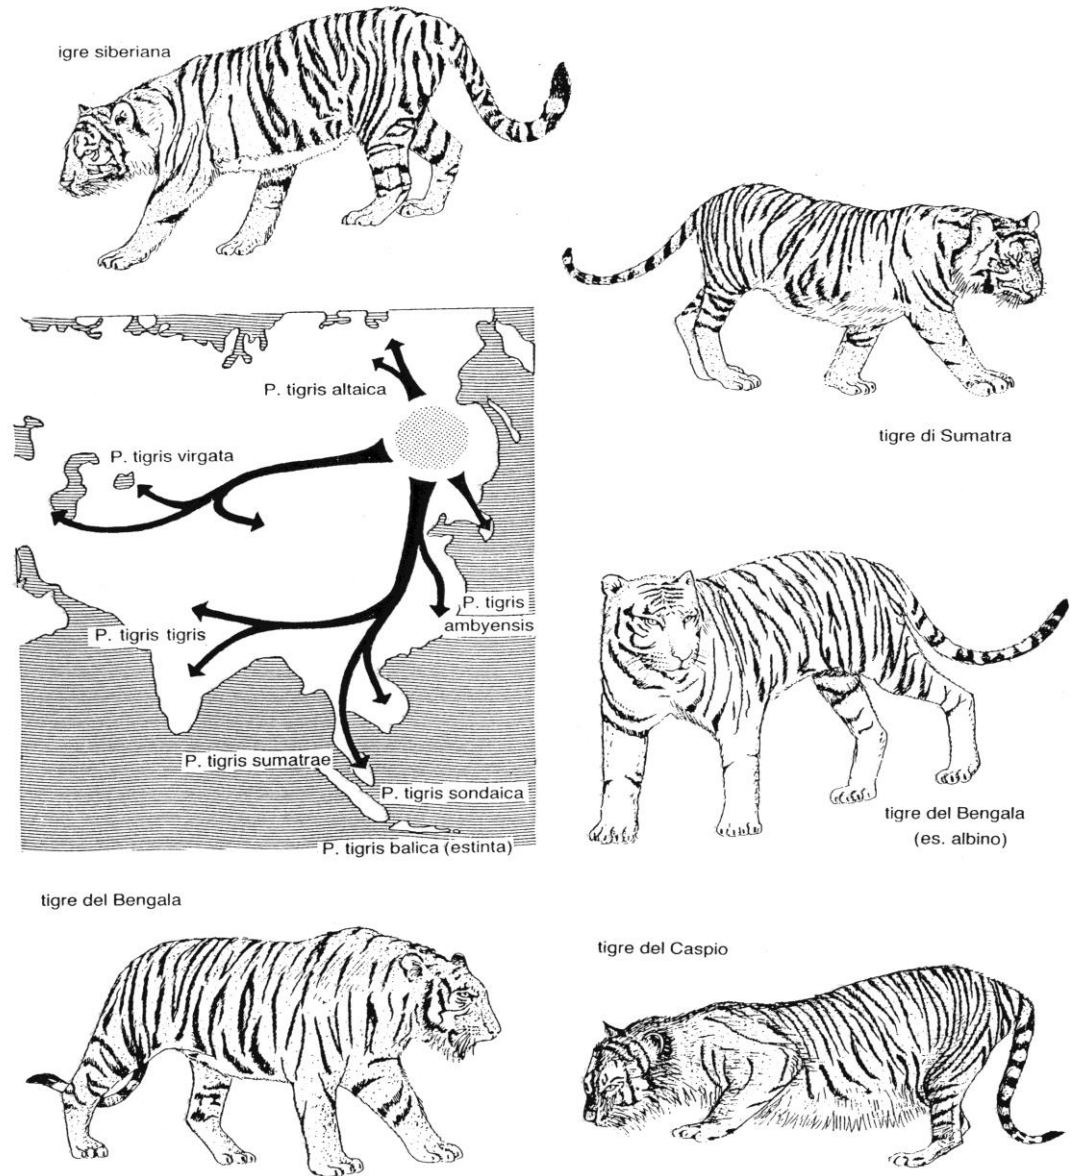 igre siberiana
tigre di Sumatra
P. tigris altaica
P. tigris virgata
P. tigris
ambyensis
P. tigris tigris
P. tigris sumatrae
P. tigris sondaica
P. tigris balica (estinta)
tigre del Bengala
(es. albino)
tigre del Bengala
tigre del Caspio